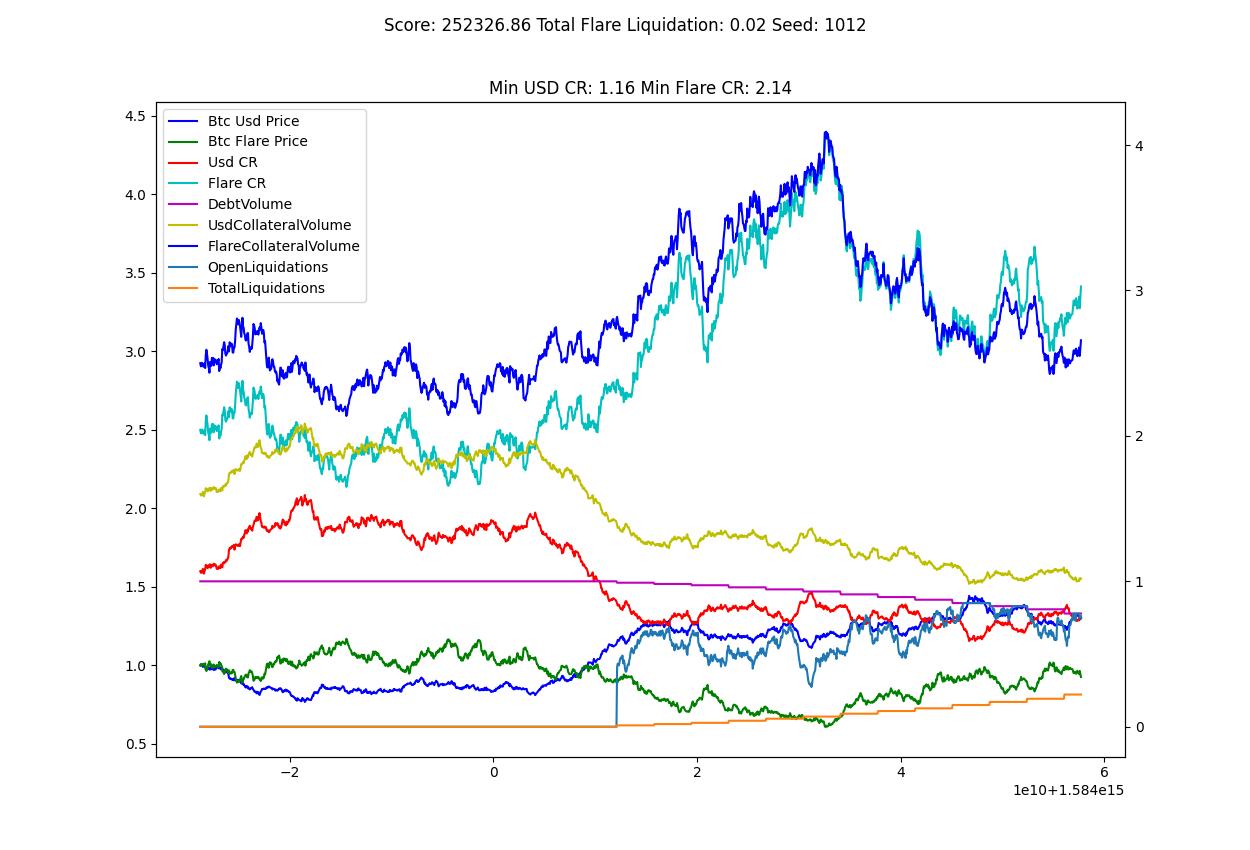 Score: 252326.86 Total Flare Liquidation: 0.02 Seed: 1012
Min USD CR: 1.16 Min Flare CR: 2.14
Btc Usd Price
Btc Flare Price
Usd CR
Flare CR
DebtVolume
UsdCollateralVolume
FlareCollateralVolume
OpenLiquidations
TotalLiquidations
4.5
4.0
3.5
3.0
2.5
2.0
1.5
1.0
0.5
4
3
2
1
0
−2
0
2
4
6
1e10+1.584e15